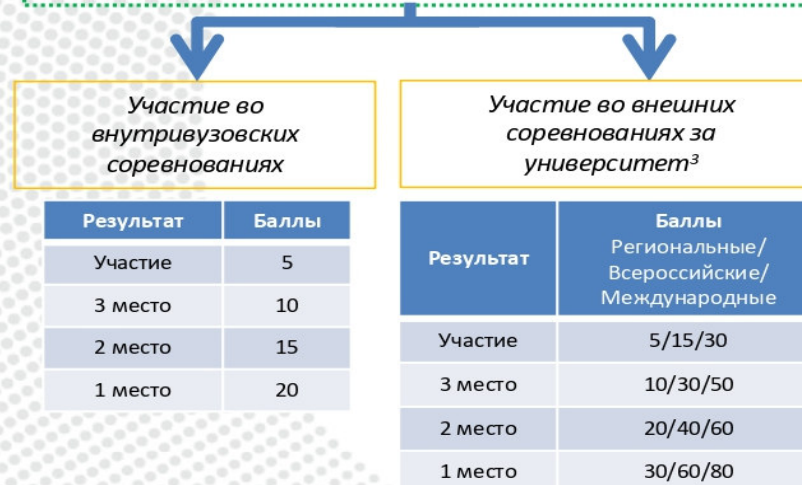 Участие во
внутривузовских
соревнованиях
Результат Баллы
Участие 5
3 место 10
2 место 15
1 место 20
Участие во внешних
соревнованиях за
университет³
Результат Баллы
Региональные/
Всероссийские/
Международные
Участие 5/15/30
3 место 10/30/50
2 место 20/40/60
1 место 30/60/80